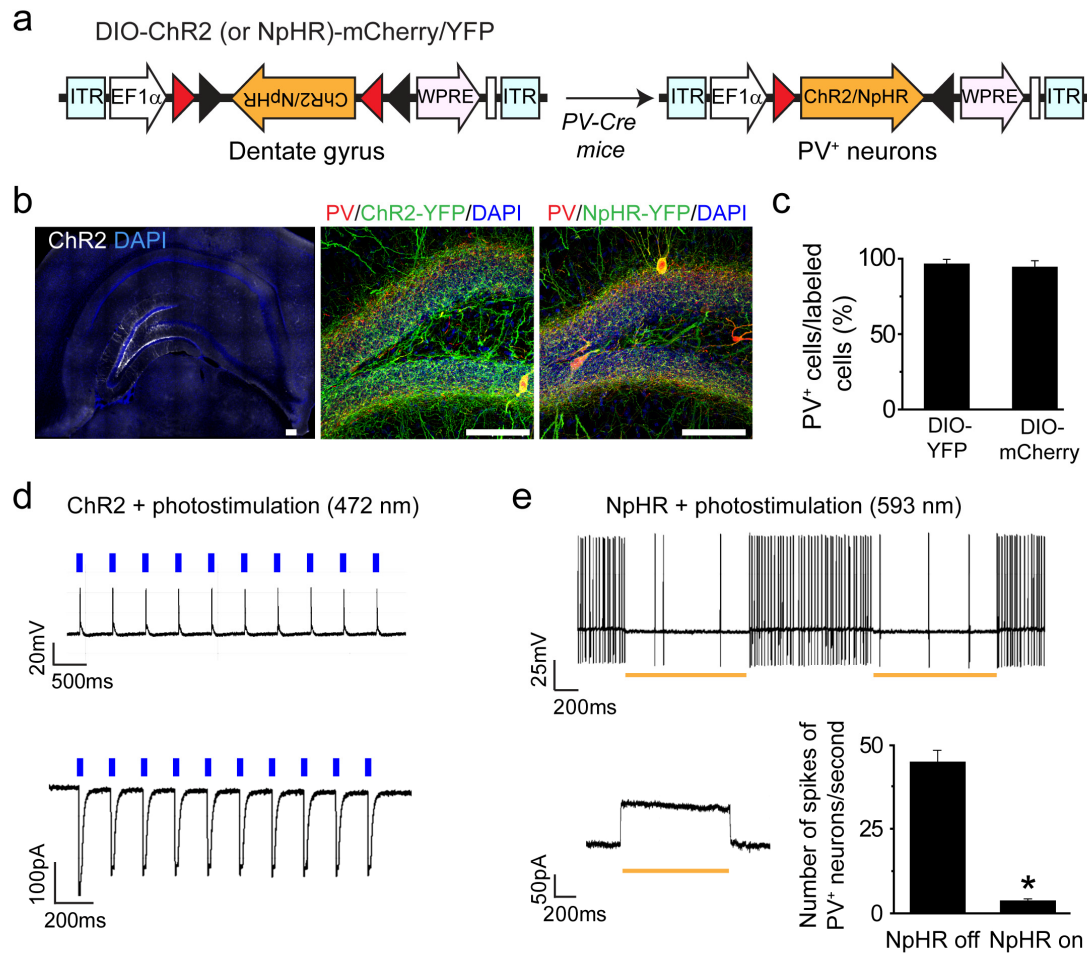 a
DIO-ChR2 (or NpHR)-mCherry/YFP
ITR EF1α ChR2/NpHR WPRE ITR
PV-Cre
mice
ITR EF1α ChR2/NpHR WPRE ITR
Dentate gyrus
PV⁺ neurons
b
ChR2 DAPI
PV/ChR2-YFP/DAPI
PV/NpHR-YFP/DAPI
c
PV⁺ cells/labeled
cells (%)
100
50
0
DIO-
YFP
DIO-
mCherry
d
ChR2 + photostimulation (472 nm)
20mV
500ms
100pA
200ms
e
NpHR + photostimulation (593 nm)
25mV
200ms
50pA
200ms
Number of spikes of
PV⁺ neurons/second
50
25
0
*
NpHR off NpHR on